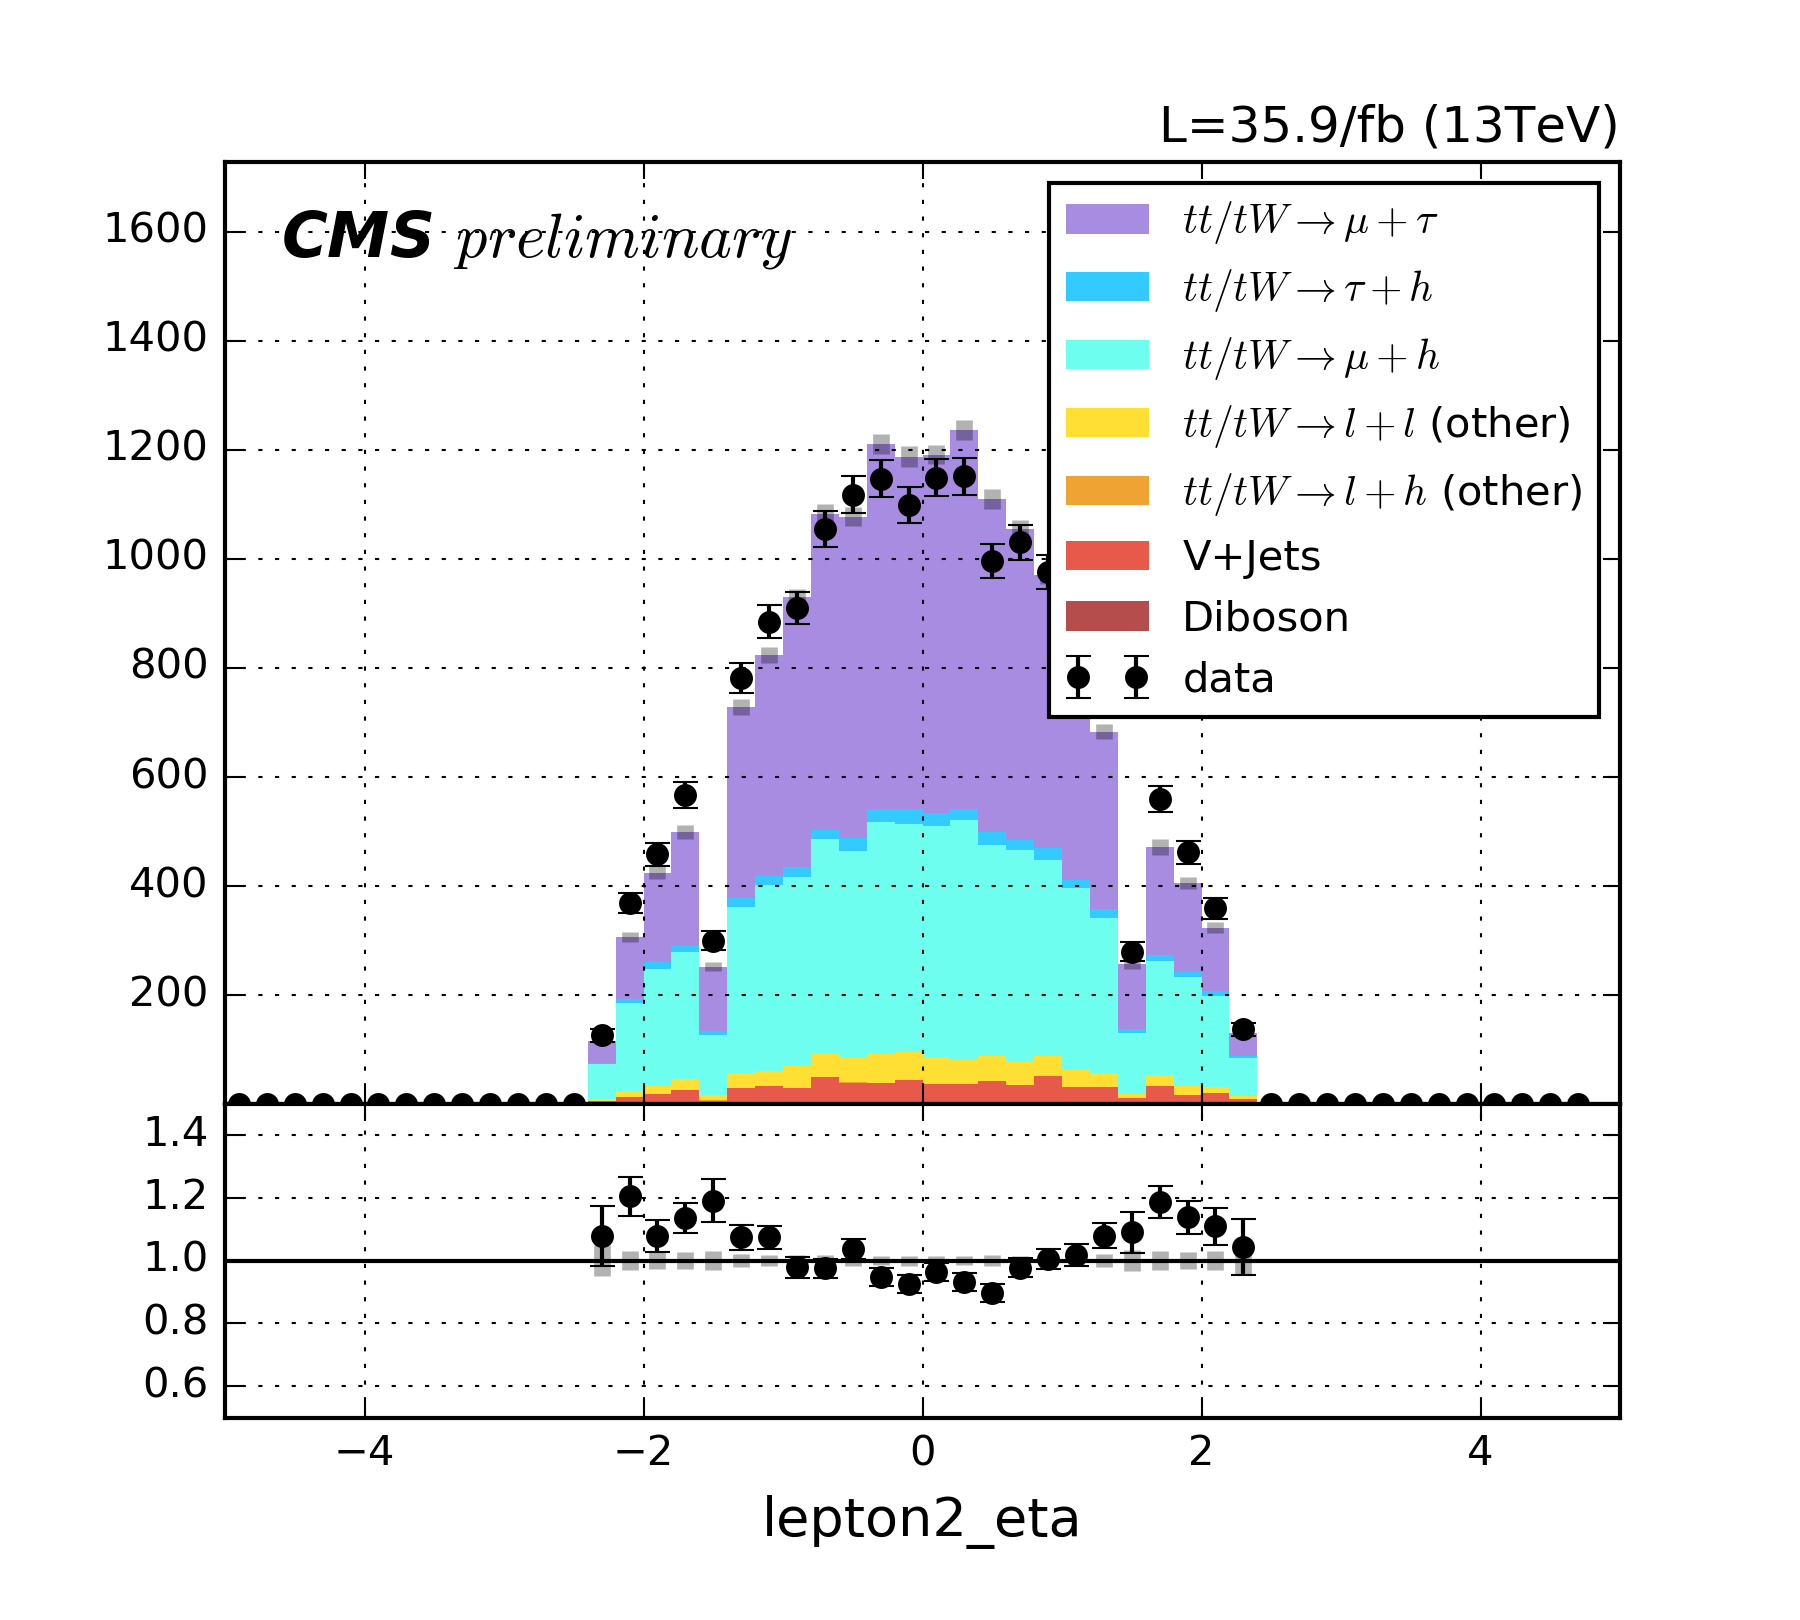 L=35.9/fb (13TeV)
CMS preliminary
1600
1400
1200
1000
800
600
400
200
tt/tW→μ+τ
tt/tW→τ+h
tt/tW→μ+h
tt/tW→l+l (other)
tt/tW→l+h (other)
V+Jets
Diboson
data
1.4
1.2
1.0
0.8
0.6
−4 −2 0 2 4
lepton2_eta